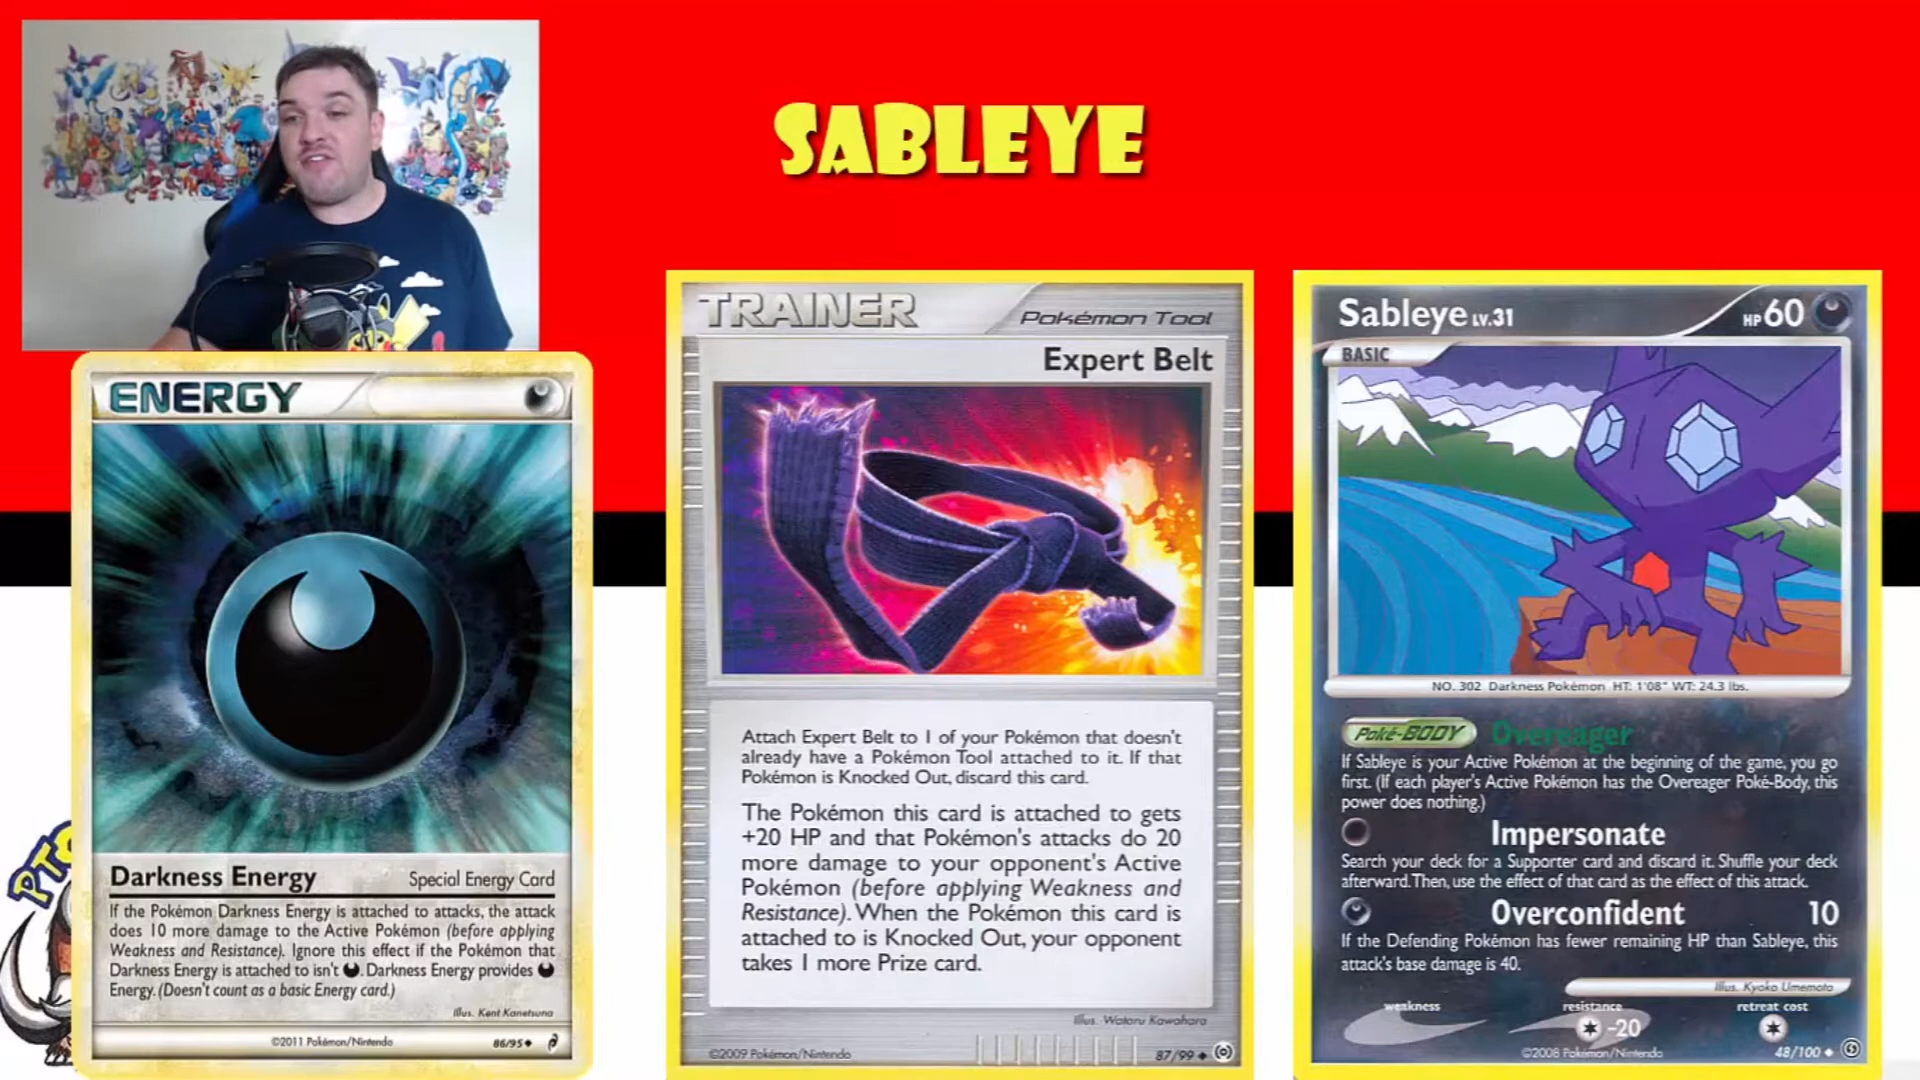 SABLEYE
ENERGY
Darkness Energy
Special Energy Card
If the Pokémon Darkness Energy is attached to attacks, the attack
does 10 more damage to the Active Pokémon (before applying
Weakness and Resistance). Ignore this effect if the Pokémon that
Darkness Energy is attached to isn't . Darkness Energy provides
Energy. (Doesn't count as a basic Energy card.)
Illus. Kent Kanetsuna
©2011 Pokémon/Nintendo
86/95
TRAINER
Pokémon Tool
Expert Belt
Attach Expert Belt to 1 of your Pokémon that doesn't
already have a Pokémon Tool attached to it. If that
Pokémon is Knocked Out, discard this card.
The Pokémon this card is attached to gets
+20 HP and that Pokémon's attacks do 20
more damage to your opponent's Active
Pokémon (before applying Weakness and
Resistance). When the Pokémon this card is
attached to is Knocked Out, your opponent
takes 1 more Prize card.
Illus. Wataru Kawahara
©2009 Pokémon/Nintendo
87/99
Sableye LV.31
HP 60
BASIC
NO. 302 Darkness Pokémon HT: 1'08" WT: 24.3 lbs.
Poké-BODY Overeager
If Sableye is your Active Pokémon at the beginning of the game, you go
first. (If each player's Active Pokémon has the Overeager Poké-Body, this
power does nothing.)
Impersonate
Search your deck for a Supporter card and discard it. Shuffle your deck
afterward. Then, use the effect of that card as the effect of this attack.
Overconfident 10
If the Defending Pokémon has fewer remaining HP than Sableye, this
attack's base damage is 40.
Illus. Kyoko Umemoto
weakness
resistance
retreat cost
-20
©2008 Pokémon/Nintendo
48/100
PTC